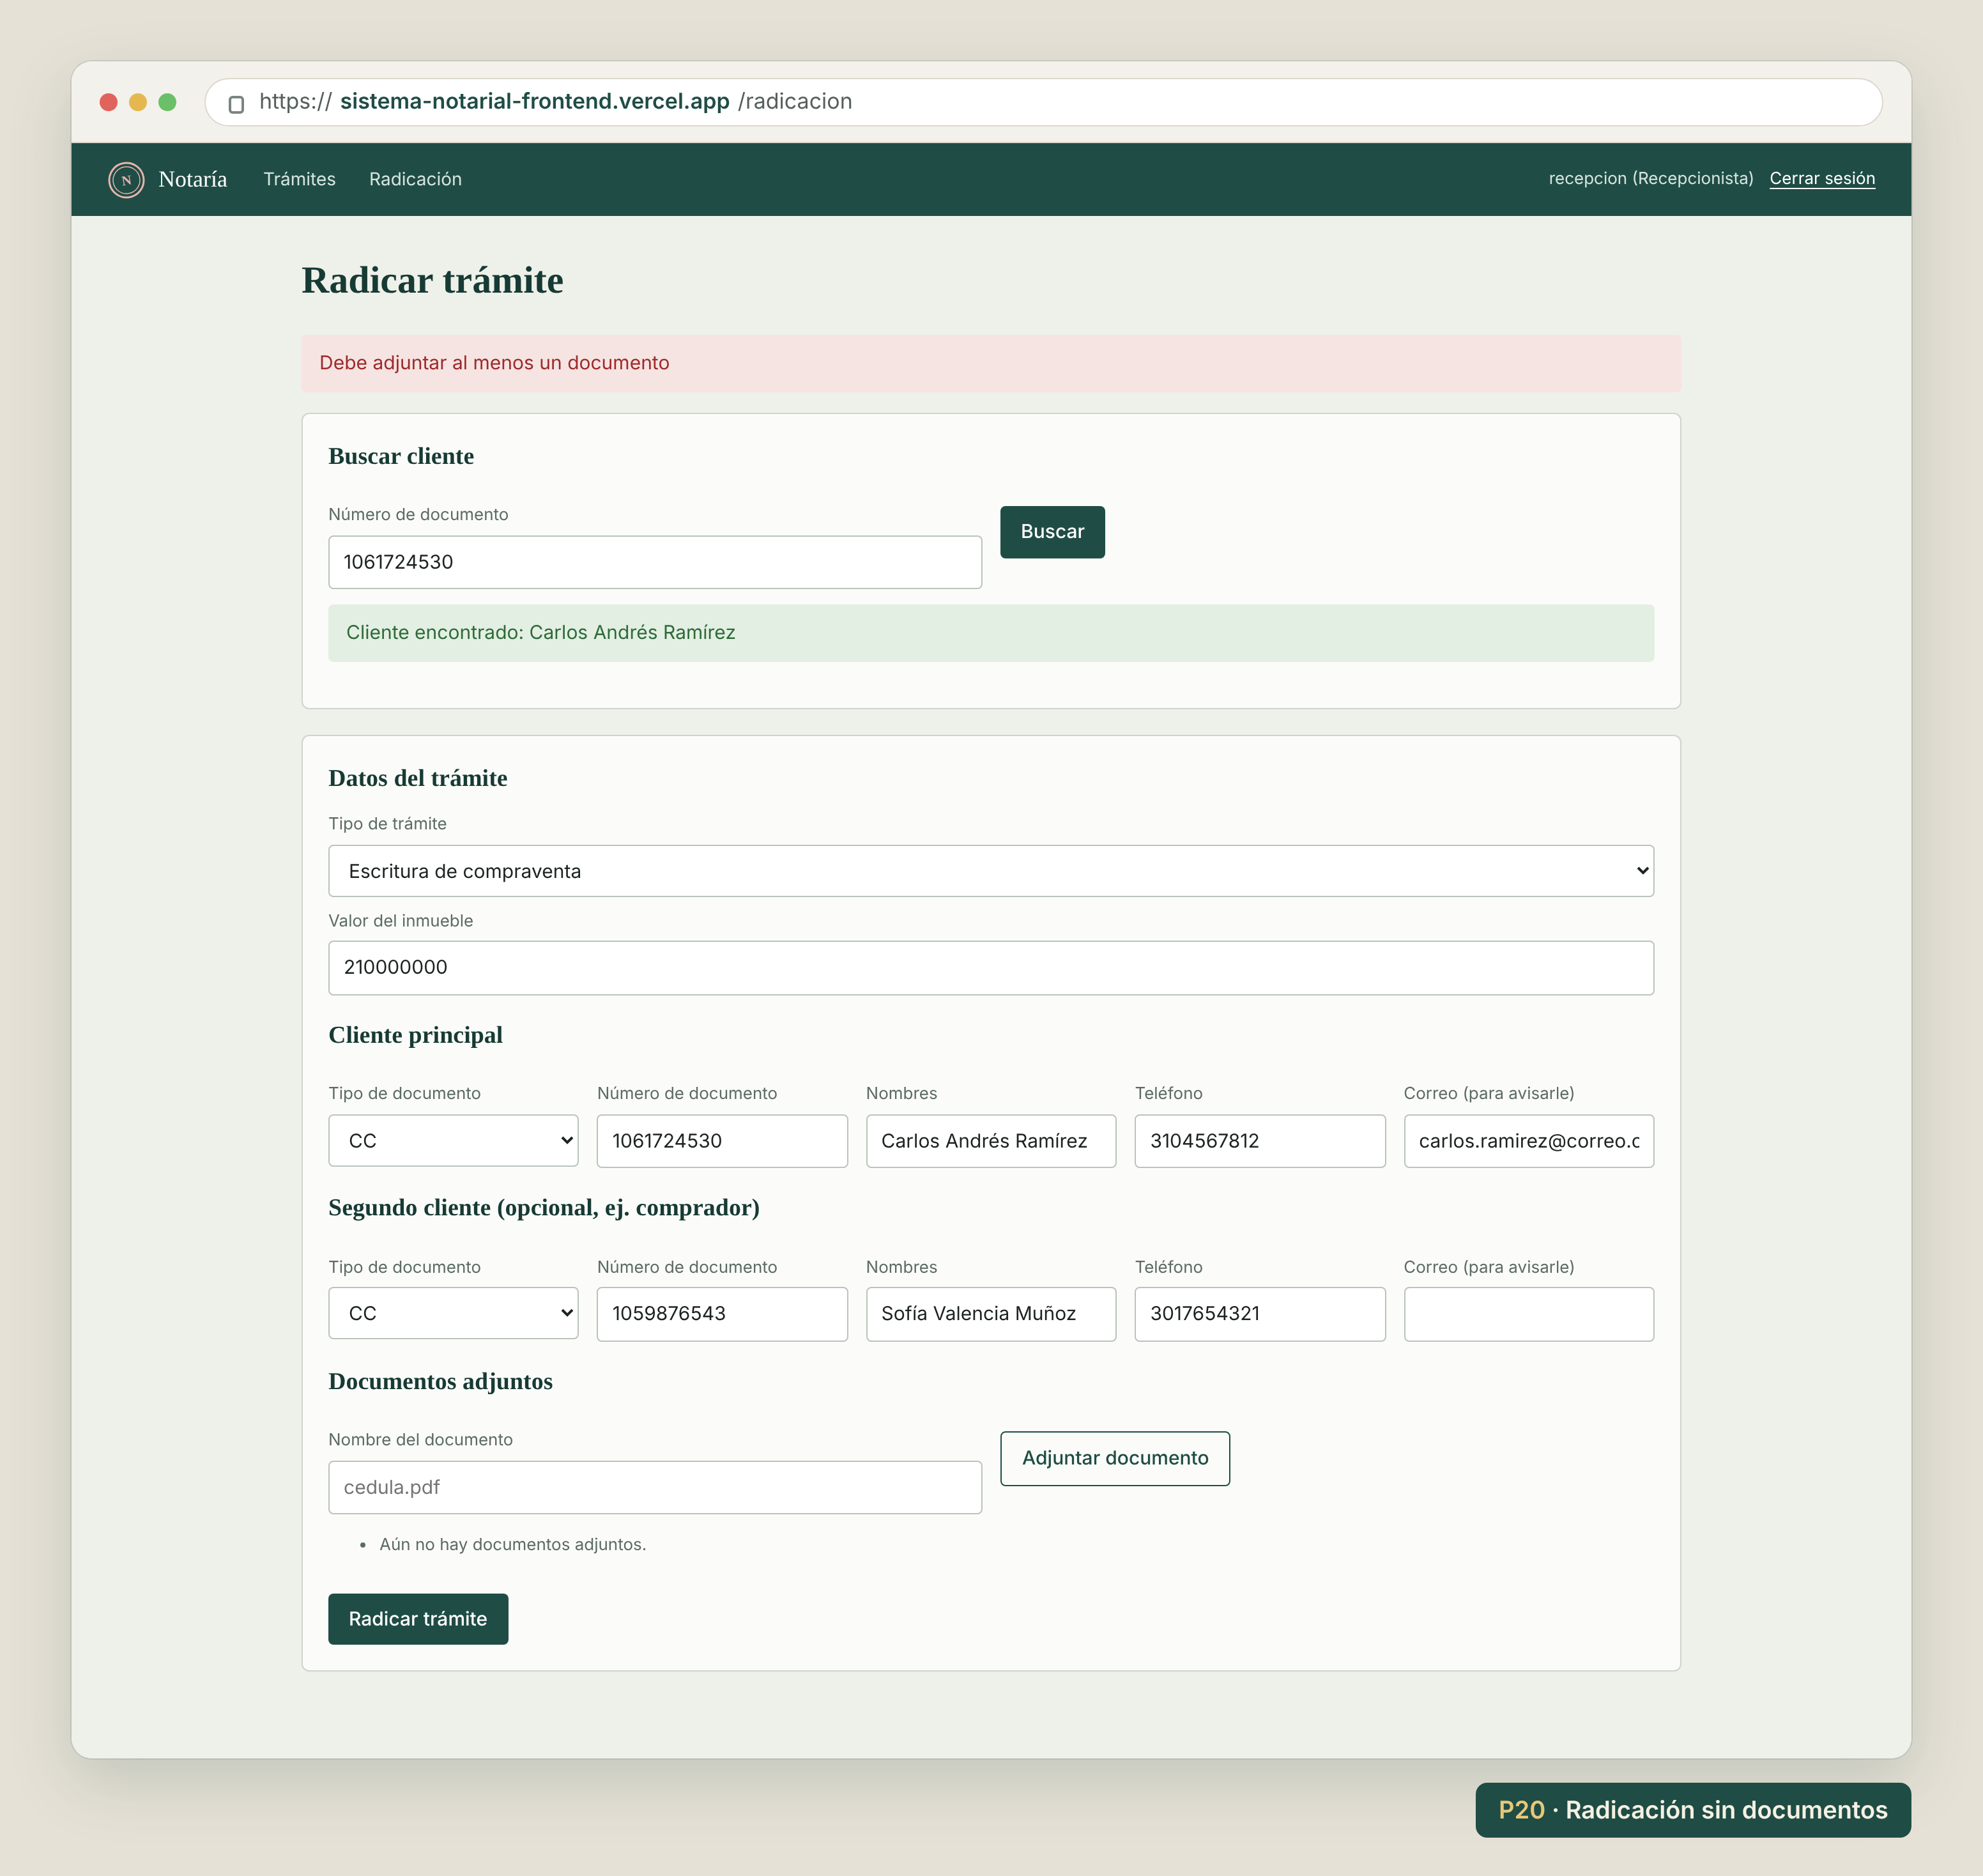 https:// sistema-notarial-frontend.vercel.app /radicacion
N Notaría Trámites Radicación recepcion (Recepcionista) Cerrar sesión
Radicar trámite
Debe adjuntar al menos un documento
Buscar cliente
Número de documento
Buscar
1061724530
Cliente encontrado: Carlos Andrés Ramírez
Datos del trámite
Tipo de trámite
Escritura de compraventa
Valor del inmueble
210000000
Cliente principal
Tipo de documento Número de documento Nombres Teléfono Correo (para avisarle)
CC 1061724530 Carlos Andrés Ramírez 3104567812 carlos.ramirez@correo.c
Segundo cliente (opcional, ej. comprador)
Tipo de documento Número de documento Nombres Teléfono Correo (para avisarle)
CC 1059876543 Sofía Valencia Muñoz 3017654321
Documentos adjuntos
Nombre del documento
Adjuntar documento
cedula.pdf
• Aún no hay documentos adjuntos.
Radicar trámite
P20 · Radicación sin documentos